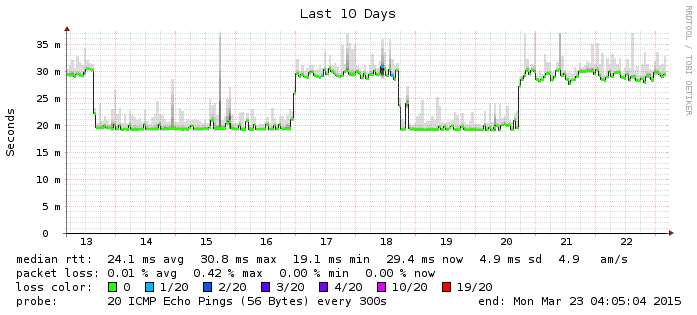 Last 10 Days
RRDTOOL / TOBI OETIKER
Seconds
35 m
30 m
25 m
20 m
15 m
10 m
5 m
0
13 14 15 16 17 18 19 20 21 22
median rtt: 24.1 ms avg 30.8 ms max 19.1 ms min 29.4 ms now 4.9 ms sd 4.9 am/s
packet loss: 0.01 % avg 0.42 % max 0.00 % min 0.00 % now
loss color: 0 1/20 2/20 3/20 4/20 10/20 19/20
probe: 20 ICMP Echo Pings (56 Bytes) every 300s end: Mon Mar 23 04:05:04 2015